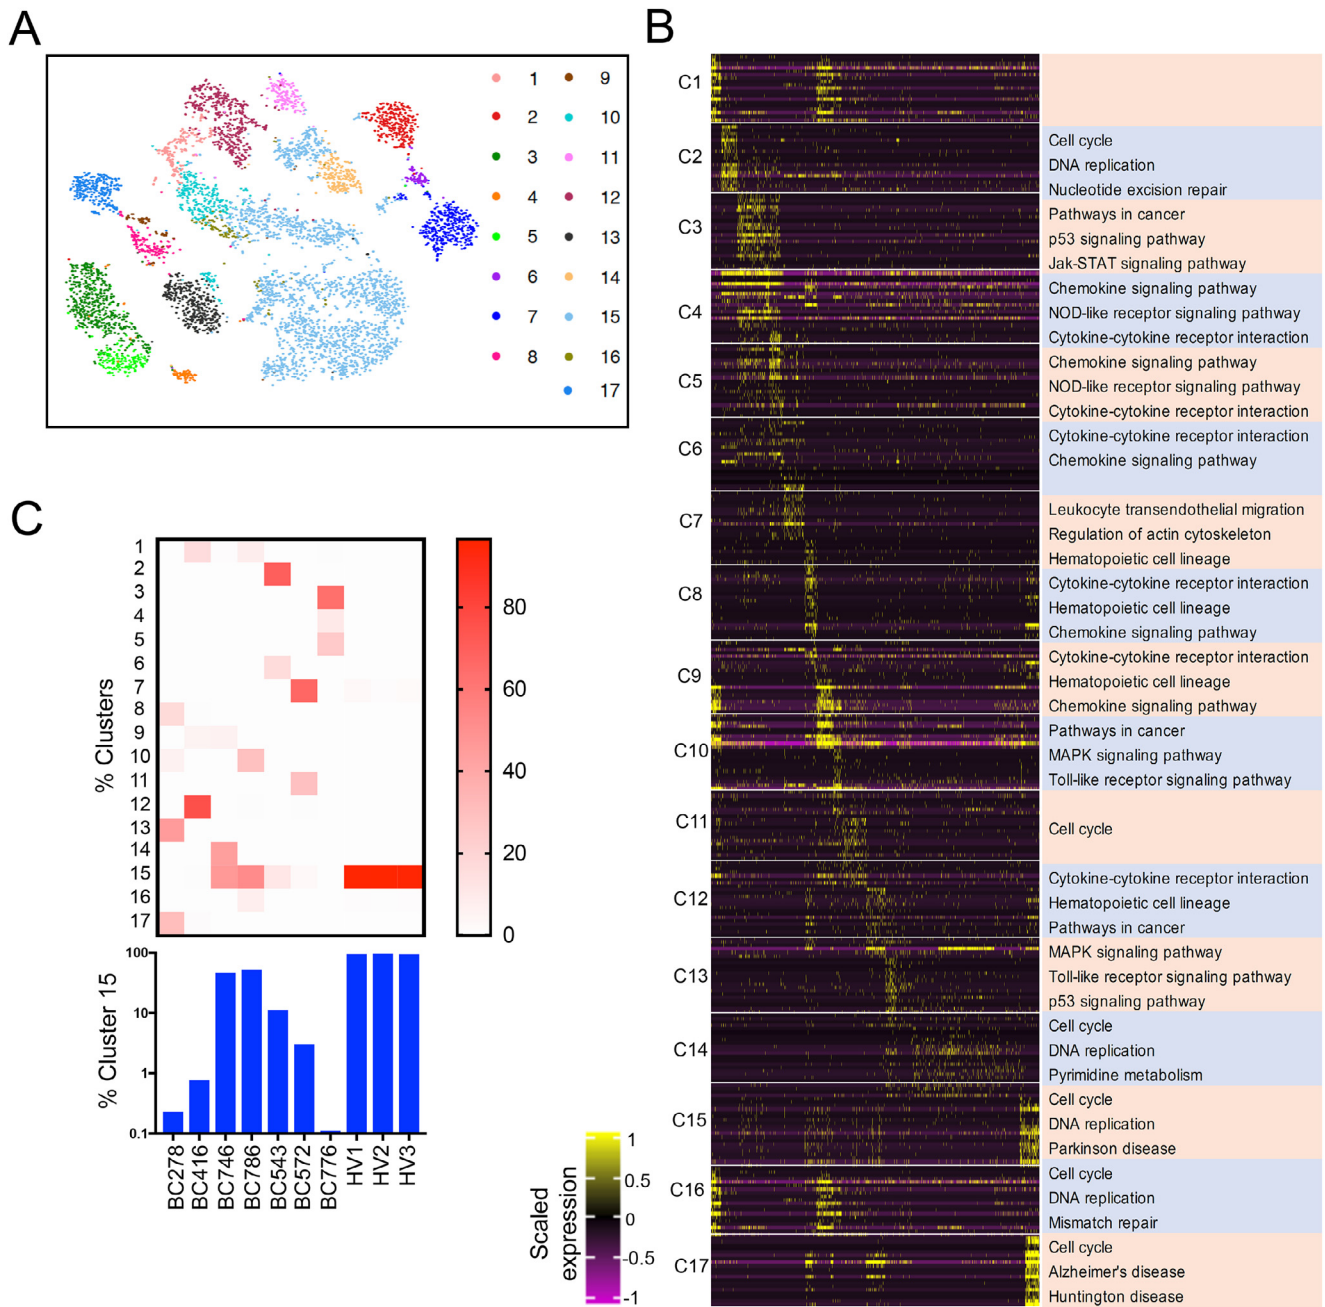 A
1
2
3
4
5
6
7
8
9
10
11
12
13
14
15
16
17
B
C1
C2
Cell cycle
DNA replication
Nucleotide excision repair
C3
Pathways in cancer
p53 signaling pathway
Jak-STAT signaling pathway
C4
Chemokine signaling pathway
NOD-like receptor signaling pathway
Cytokine-cytokine receptor interaction
C5
Chemokine signaling pathway
NOD-like receptor signaling pathway
Cytokine-cytokine receptor interaction
C6
Cytokine-cytokine receptor interaction
Chemokine signaling pathway
C7
Leukocyte transendothelial migration
Regulation of actin cytoskeleton
Hematopoietic cell lineage
C8
Cytokine-cytokine receptor interaction
Hematopoietic cell lineage
Chemokine signaling pathway
C9
Cytokine-cytokine receptor interaction
Hematopoietic cell lineage
Chemokine signaling pathway
C10
Pathways in cancer
MAPK signaling pathway
Toll-like receptor signaling pathway
C11
Cell cycle
C12
Cytokine-cytokine receptor interaction
Hematopoietic cell lineage
Pathways in cancer
C13
MAPK signaling pathway
Toll-like receptor signaling pathway
p53 signaling pathway
C14
Cell cycle
DNA replication
Pyrimidine metabolism
C15
Cell cycle
DNA replication
Parkinson disease
C16
Cell cycle
DNA replication
Mismatch repair
C17
Cell cycle
Alzheimer's disease
Huntington disease
Scaled expression
1
0.5
0
-0.5
-1
C
% Clusters
1
2
3
4
5
6
7
8
9
10
11
12
13
14
15
16
17
80
60
40
20
0
% Cluster 15
100
10
1
0.1
BC278
BC416
BC746
BC786
BC543
BC572
BC776
HV1
HV2
HV3